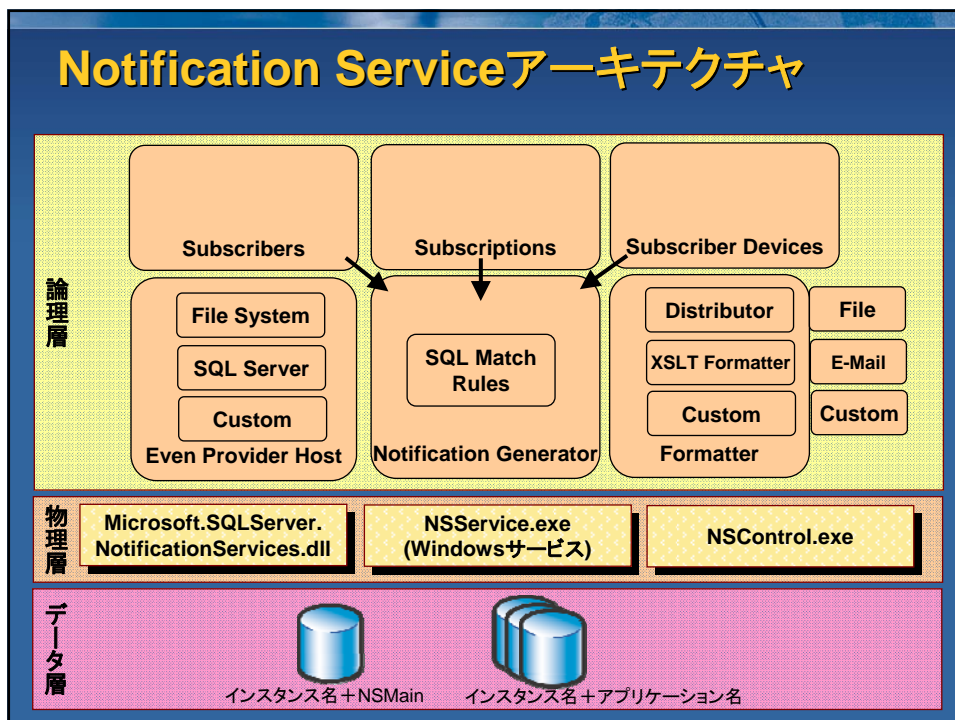 Notification Serviceアーキテクチャ
論理層
Subscribers
Subscriptions
Subscriber Devices
File System
SQL Server
Custom
Even Provider Host
SQL Match
Rules
Notification Generator
Distributor
XSLT Formatter
Custom
Formatter
File
E-Mail
Custom
物理層
Microsoft.SQLServer.
NotificationServices.dll
NSService.exe
(Windowsサービス)
NSControl.exe
データ層
インスタンス名＋NSMain
インスタンス名＋アプリケーション名